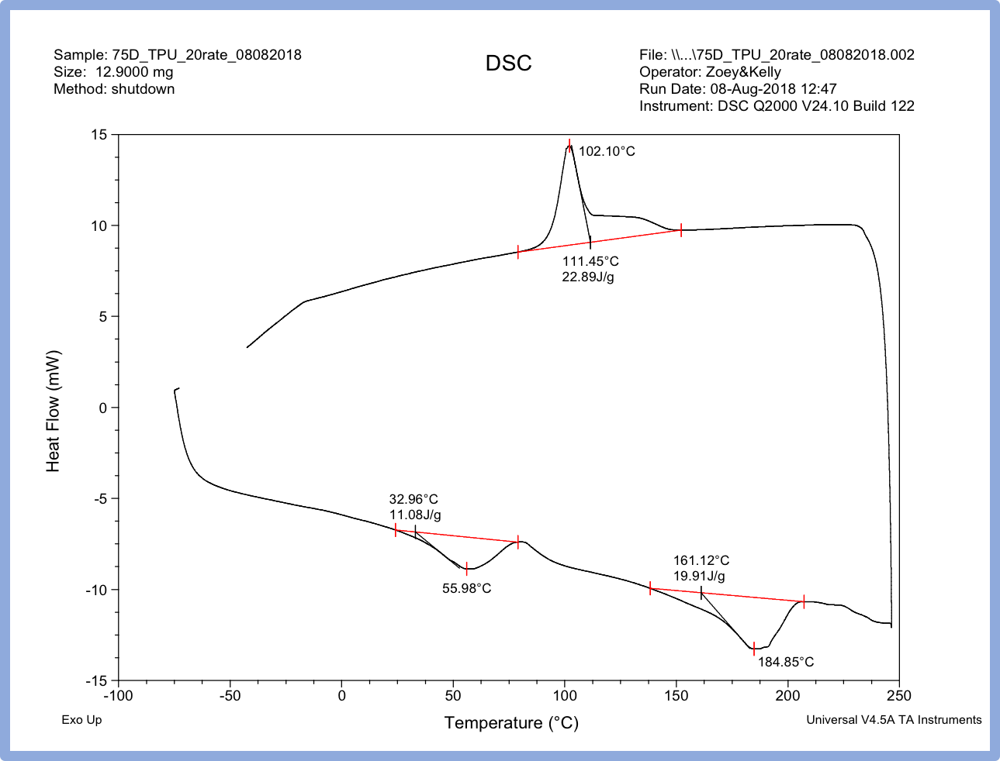 Sample: 75D_TPU_20rate_08082018
Size:  12.9000 mg
Method: shutdown
DSC
File: \\...\75D_TPU_20rate_08082018.002
Operator: Zoey&Kelly
Run Date: 08-Aug-2018 12:47
Instrument: DSC Q2000 V24.10 Build 122
15
10
5
0
-5
-10
-15
Heat Flow (mW)
102.10°C
111.45°C
22.89J/g
32.96°C
11.08J/g
55.98°C
161.12°C
19.91J/g
184.85°C
-100
-50
0
50
100
150
200
250
Exo Up
Temperature (°C)
Universal V4.5A TA Instruments